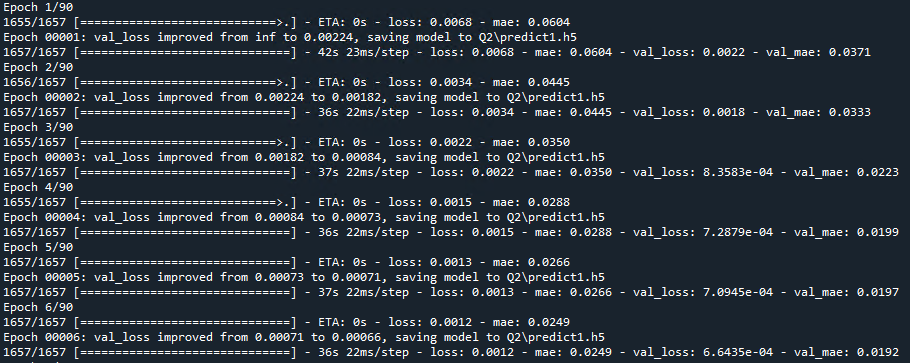 Epoch 1/90
1655/1657 [============================>.] - ETA: 0s - loss: 0.0068 - mae: 0.0604
Epoch 00001: val_loss improved from inf to 0.00224, saving model to Q2\predict1.h5
1657/1657 [==============================] - 42s 23ms/step - loss: 0.0068 - mae: 0.0604 - val_loss: 0.0022 - val_mae: 0.0371
Epoch 2/90
1656/1657 [============================>.] - ETA: 0s - loss: 0.0034 - mae: 0.0445
Epoch 00002: val_loss improved from 0.00224 to 0.00182, saving model to Q2\predict1.h5
1657/1657 [==============================] - 36s 22ms/step - loss: 0.0034 - mae: 0.0445 - val_loss: 0.0018 - val_mae: 0.0333
Epoch 3/90
1655/1657 [============================>.] - ETA: 0s - loss: 0.0022 - mae: 0.0350
Epoch 00003: val_loss improved from 0.00182 to 0.00084, saving model to Q2\predict1.h5
1657/1657 [==============================] - 37s 22ms/step - loss: 0.0022 - mae: 0.0350 - val_loss: 8.3583e-04 - val_mae: 0.0223
Epoch 4/90
1655/1657 [============================>.] - ETA: 0s - loss: 0.0015 - mae: 0.0288
Epoch 00004: val_loss improved from 0.00084 to 0.00073, saving model to Q2\predict1.h5
1657/1657 [==============================] - 36s 22ms/step - loss: 0.0015 - mae: 0.0288 - val_loss: 7.2879e-04 - val_mae: 0.0199
Epoch 5/90
1657/1657 [==============================] - ETA: 0s - loss: 0.0013 - mae: 0.0266
Epoch 00005: val_loss improved from 0.00073 to 0.00071, saving model to Q2\predict1.h5
1657/1657 [==============================] - 37s 22ms/step - loss: 0.0013 - mae: 0.0266 - val_loss: 7.0945e-04 - val_mae: 0.0197
Epoch 6/90
1657/1657 [==============================] - ETA: 0s - loss: 0.0012 - mae: 0.0249
Epoch 00006: val_loss improved from 0.00071 to 0.00066, saving model to Q2\predict1.h5
1657/1657 [==============================] - 36s 22ms/step - loss: 0.0012 - mae: 0.0249 - val_loss: 6.6435e-04 - val_mae: 0.0192